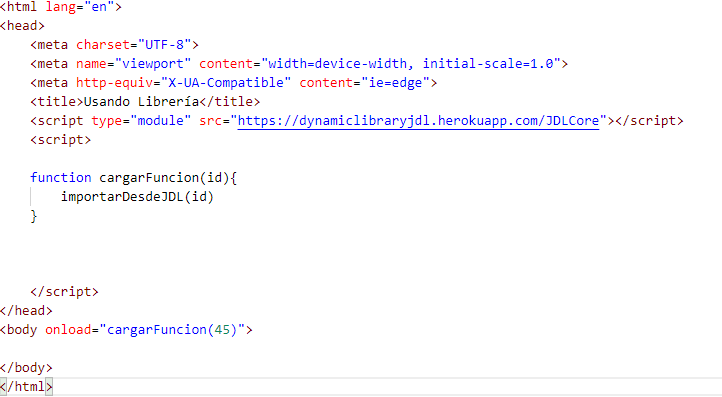 <html lang="en">
<head>
    <meta charset="UTF-8">
    <meta name="viewport" content="width=device-width, initial-scale=1.0">
    <meta http-equiv="X-UA-Compatible" content="ie=edge">
    <title>Usando Librería</title>
    <script type="module" src="https://dynamiclibraryjdl.herokuapp.com/JDLCore"></script>
    <script>
    function cargarFuncion(id){
        importarDesdeJDL(id)
    }
    </script>
</head>
<body onload="cargarFuncion(45)">
</body>
</html>